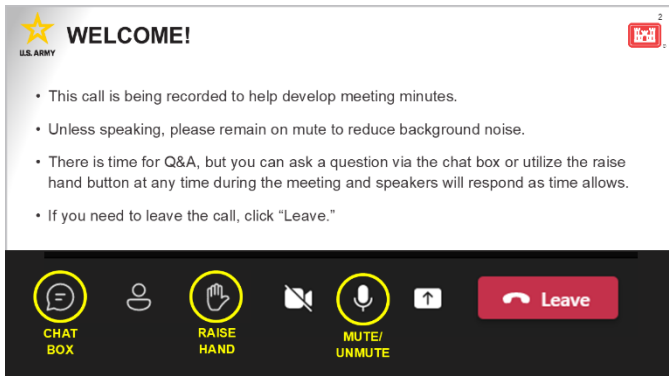 2
U.S. ARMY
WELCOME!
• This call is being recorded to help develop meeting minutes.
• Unless speaking, please remain on mute to reduce background noise.
• There is time for Q&A, but you can ask a question via the chat box or utilize the raise
hand button at any time during the meeting and speakers will respond as time allows.
• If you need to leave the call, click “Leave.”
Leave
CHAT
BOX
RAISE
HAND
MUTE/
UNMUTE